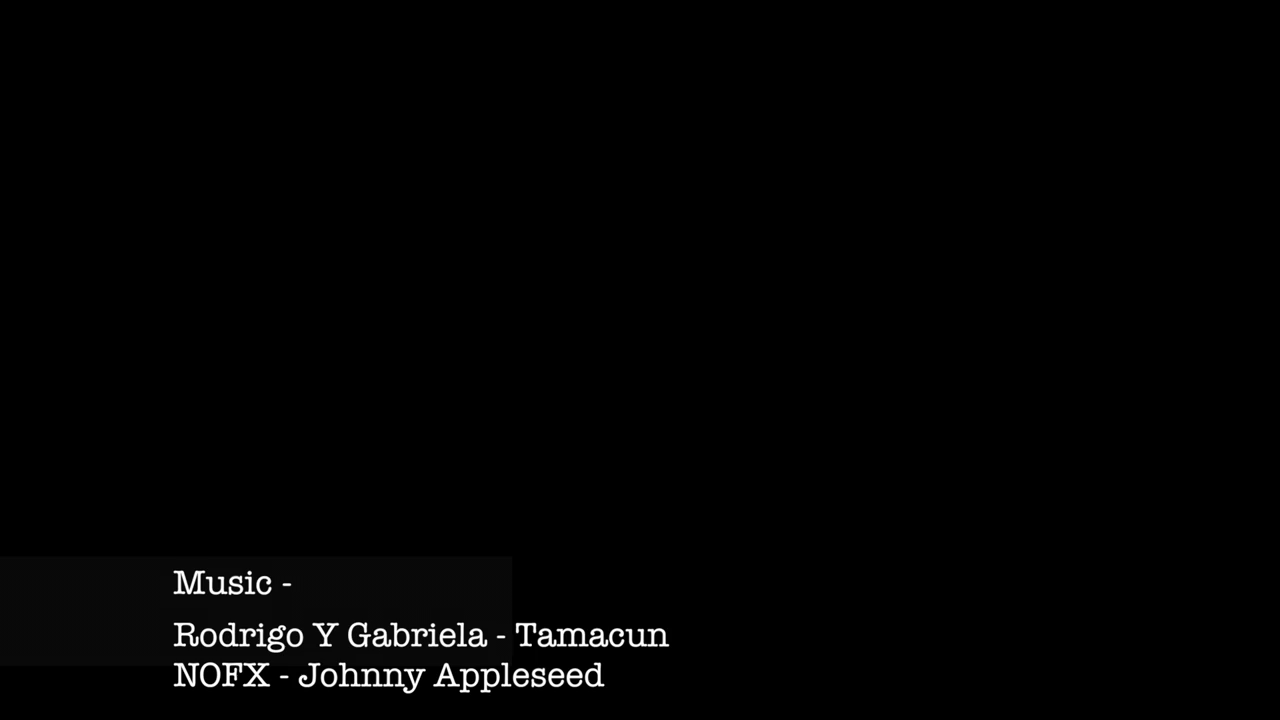 Music -
Rodrigo Y Gabriela - Tamacun
NOFX - Johnny Appleseed